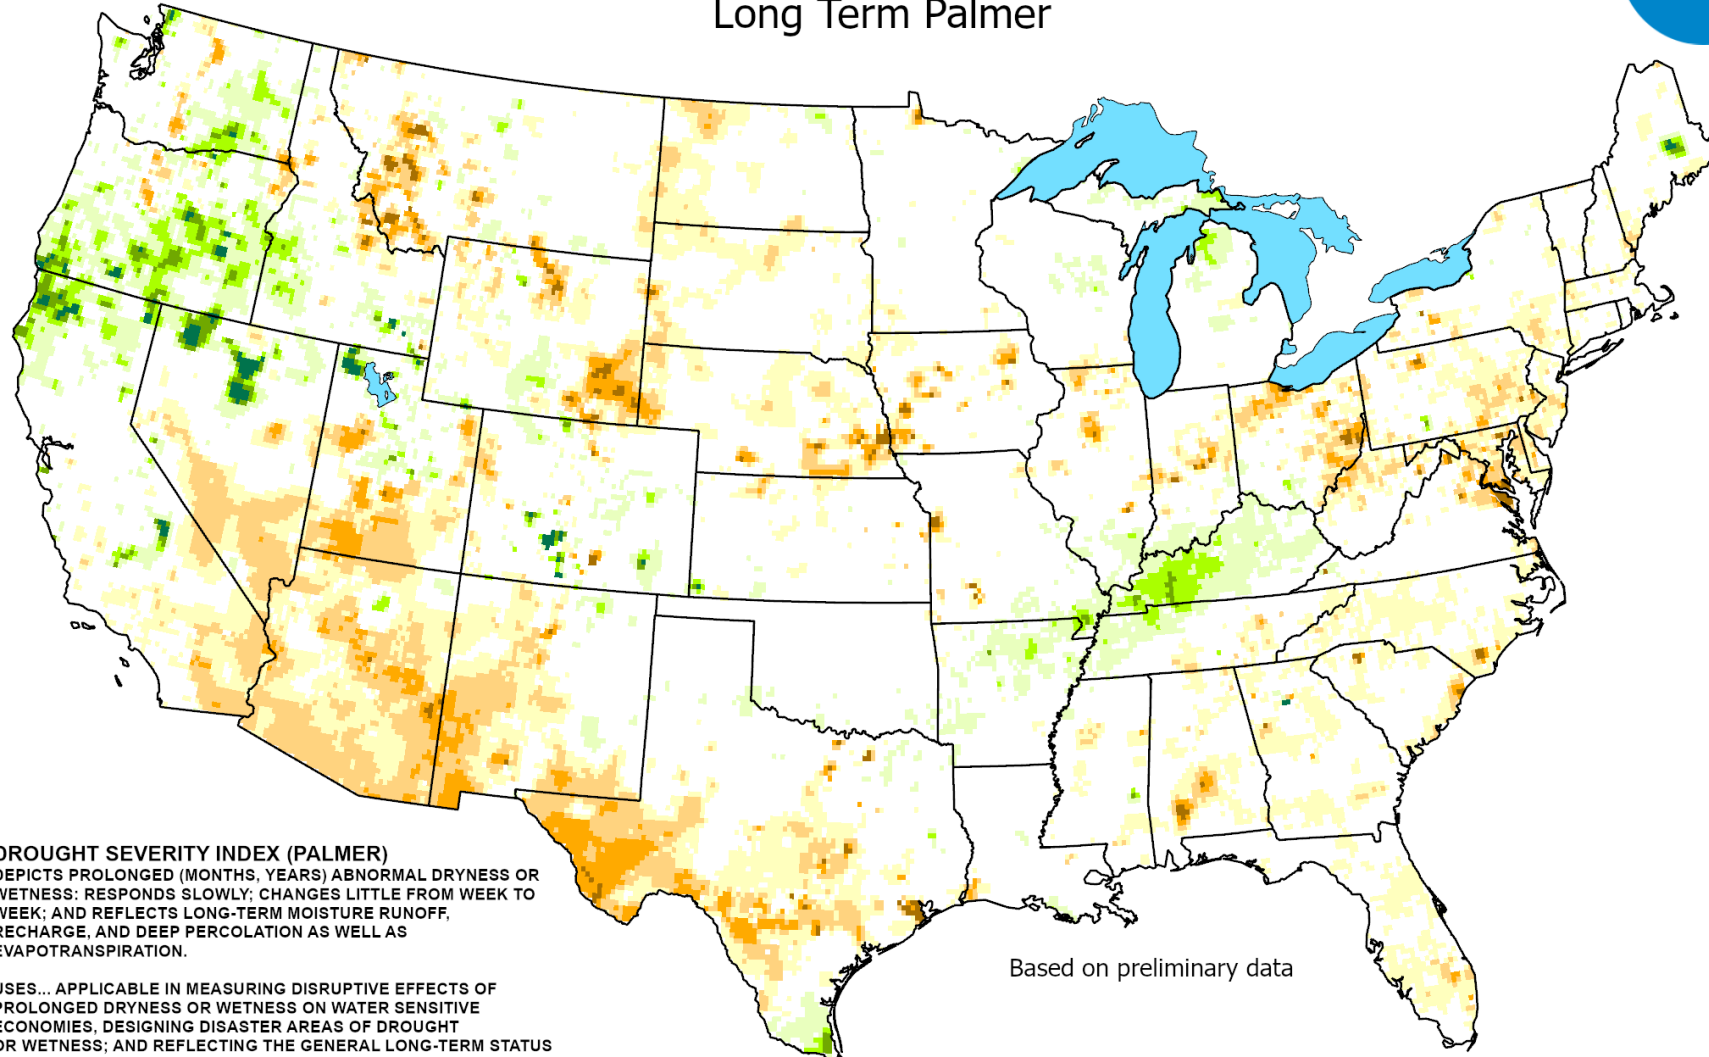 Long Term Palmer
DROUGHT SEVERITY INDEX (PALMER)
DEPICTS PROLONGED (MONTHS, YEARS) ABNORMAL DRYNESS OR
WETNESS: RESPONDS SLOWLY; CHANGES LITTLE FROM WEEK TO
WEEK; AND REFLECTS LONG-TERM MOISTURE RUNOFF,
RECHARGE, AND DEEP PERCOLATION AS WELL AS
EVAPOTRANSPIRATION.
Based on preliminary data
USES... APPLICABLE IN MEASURING DISRUPTIVE EFFECTS OF
PROLONGED DRYNESS OR WETNESS ON WATER SENSITIVE
ECONOMIES, DESIGNING DISASTER AREAS OF DROUGHT
OR WETNESS; AND REFLECTING THE GENERAL LONG-TERM STATUS